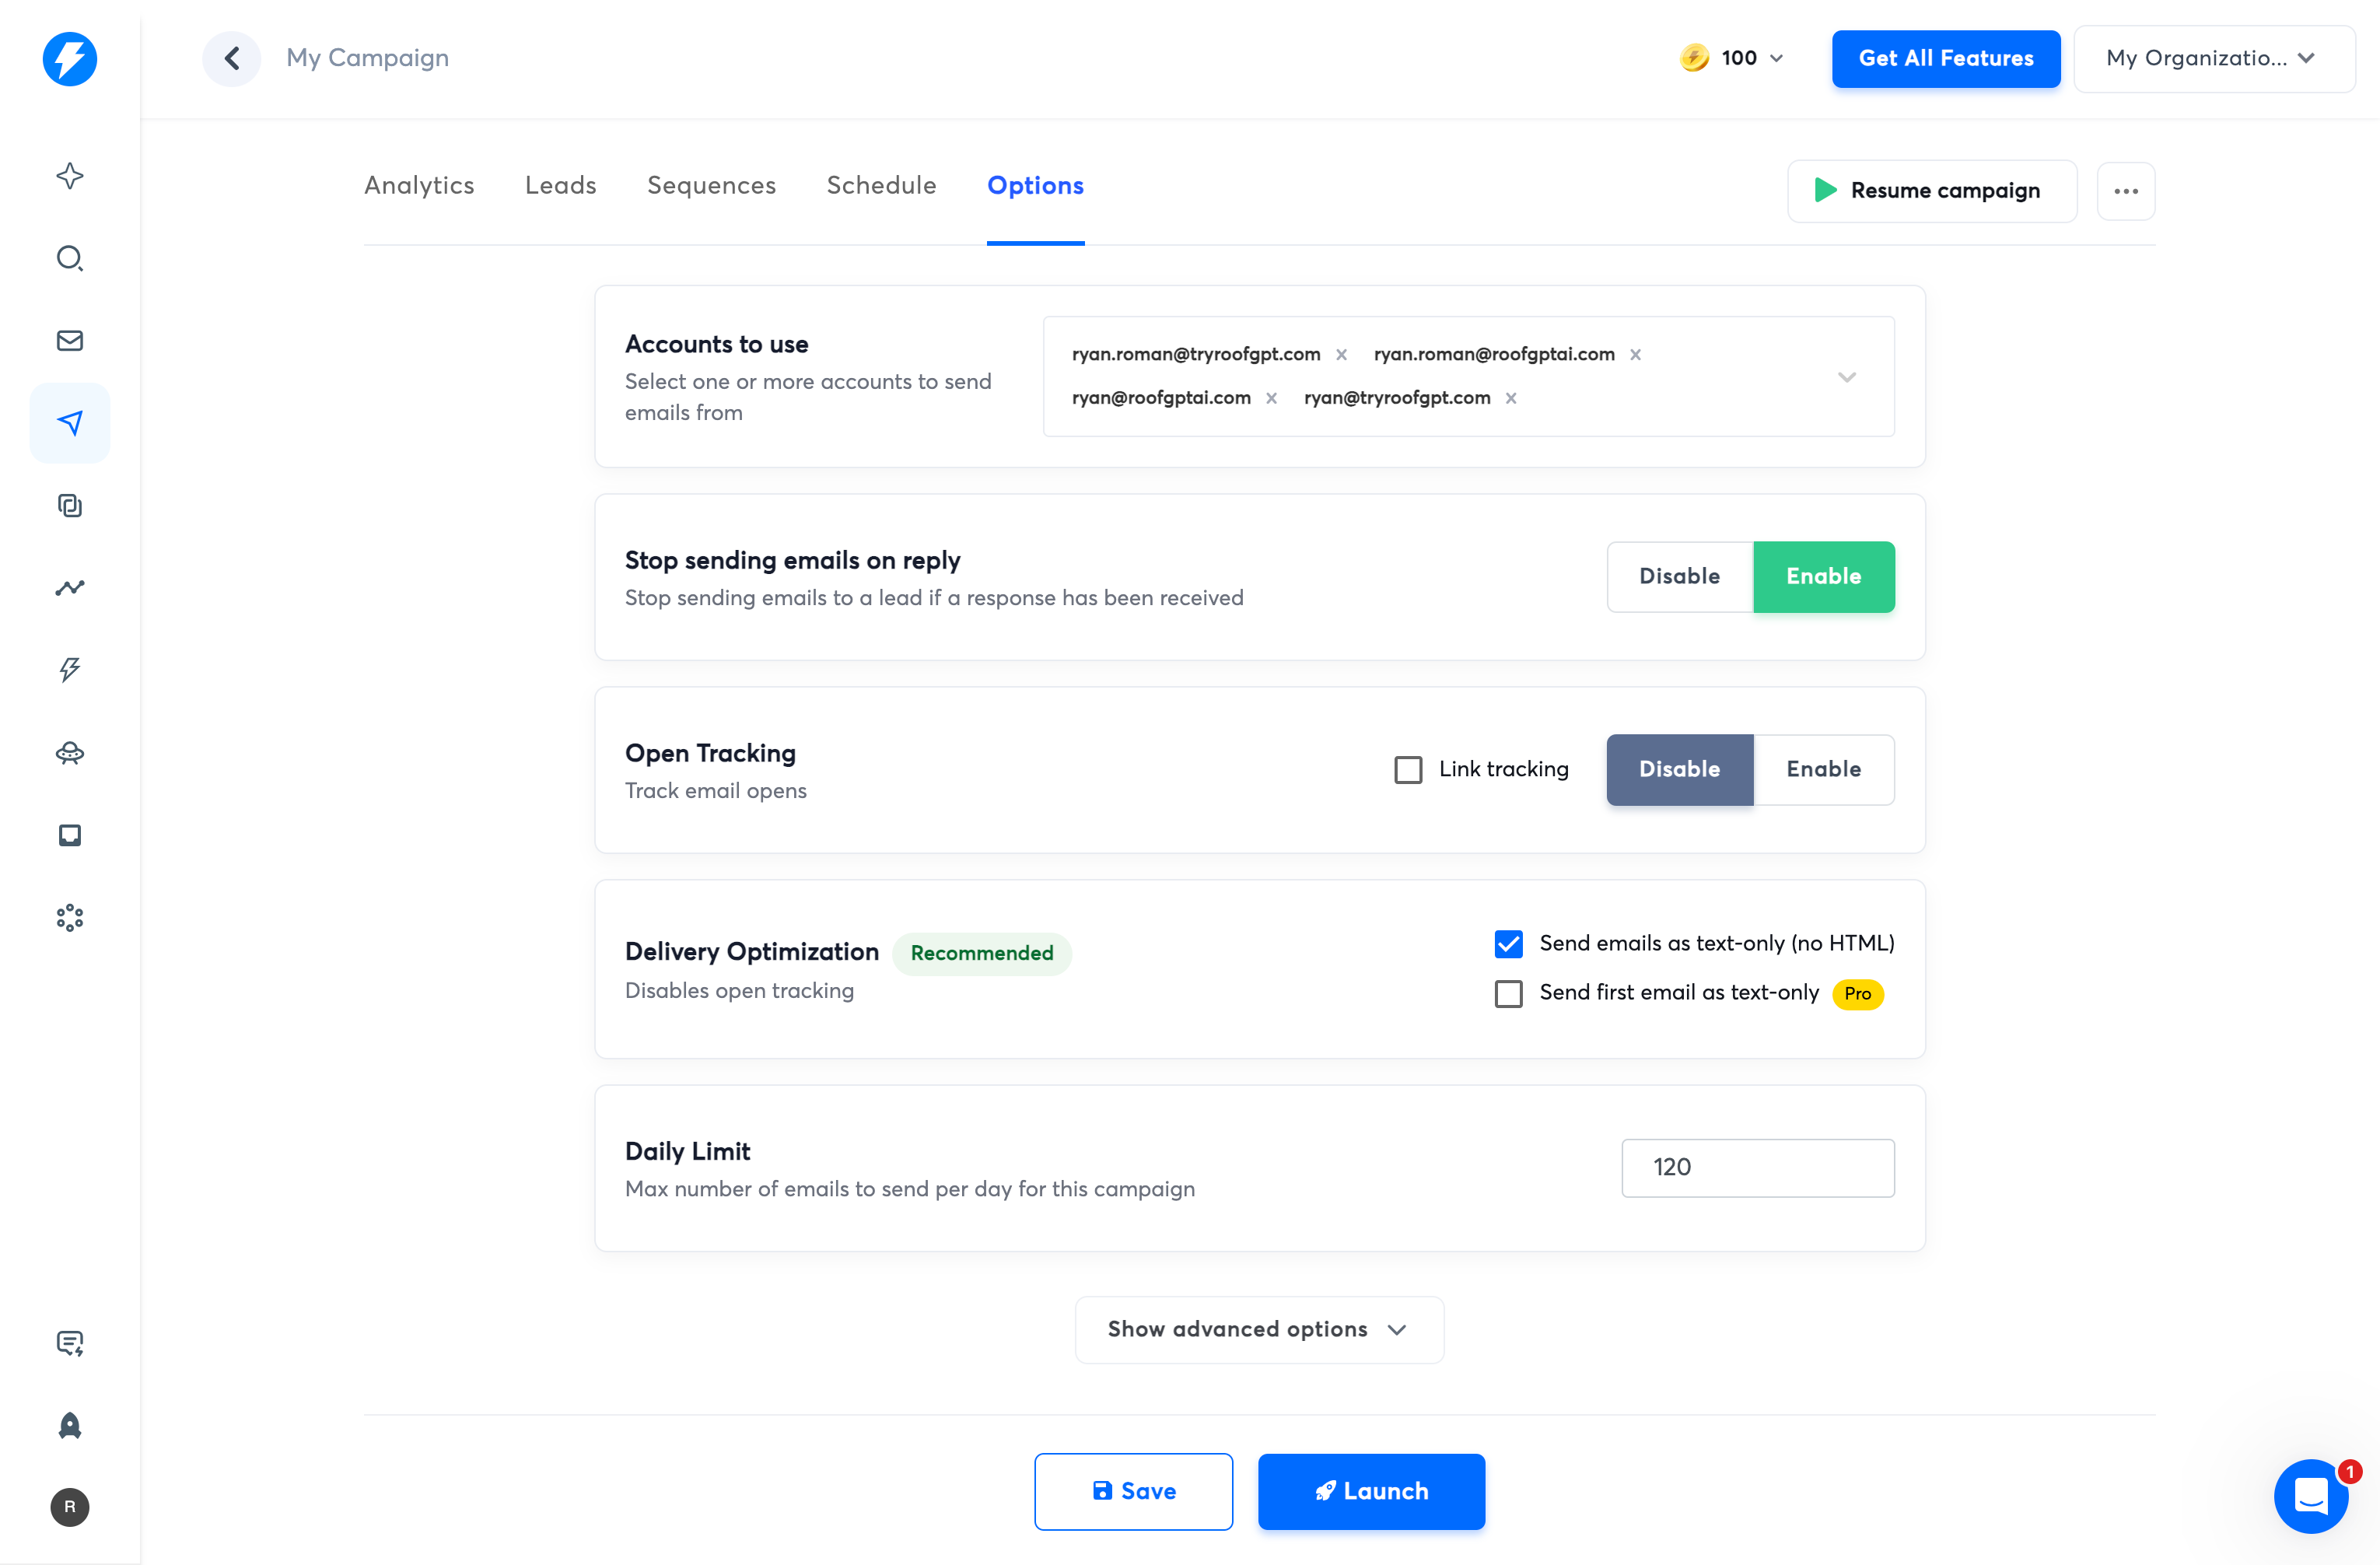 My Campaign
100
Get All Features
My Organizatio...
Analytics
Leads
Sequences
Schedule
Options
Resume campaign
Accounts to use
Select one or more accounts to send
emails from
ryan.roman@tryroofgpt.com x ryan.roman@roofgptai.com x
ryan@roofgptai.com x ryan@tryroofgpt.com x
Stop sending emails on reply
Stop sending emails to a lead if a response has been received
Disable
Enable
Open Tracking
Track email opens
Link tracking
Disable
Enable
Delivery Optimization
Recommended
Disables open tracking
Send emails as text-only (no HTML)
Send first email as text-only
Pro
Daily Limit
Max number of emails to send per day for this campaign
120
Show advanced options
Save
Launch
R
1